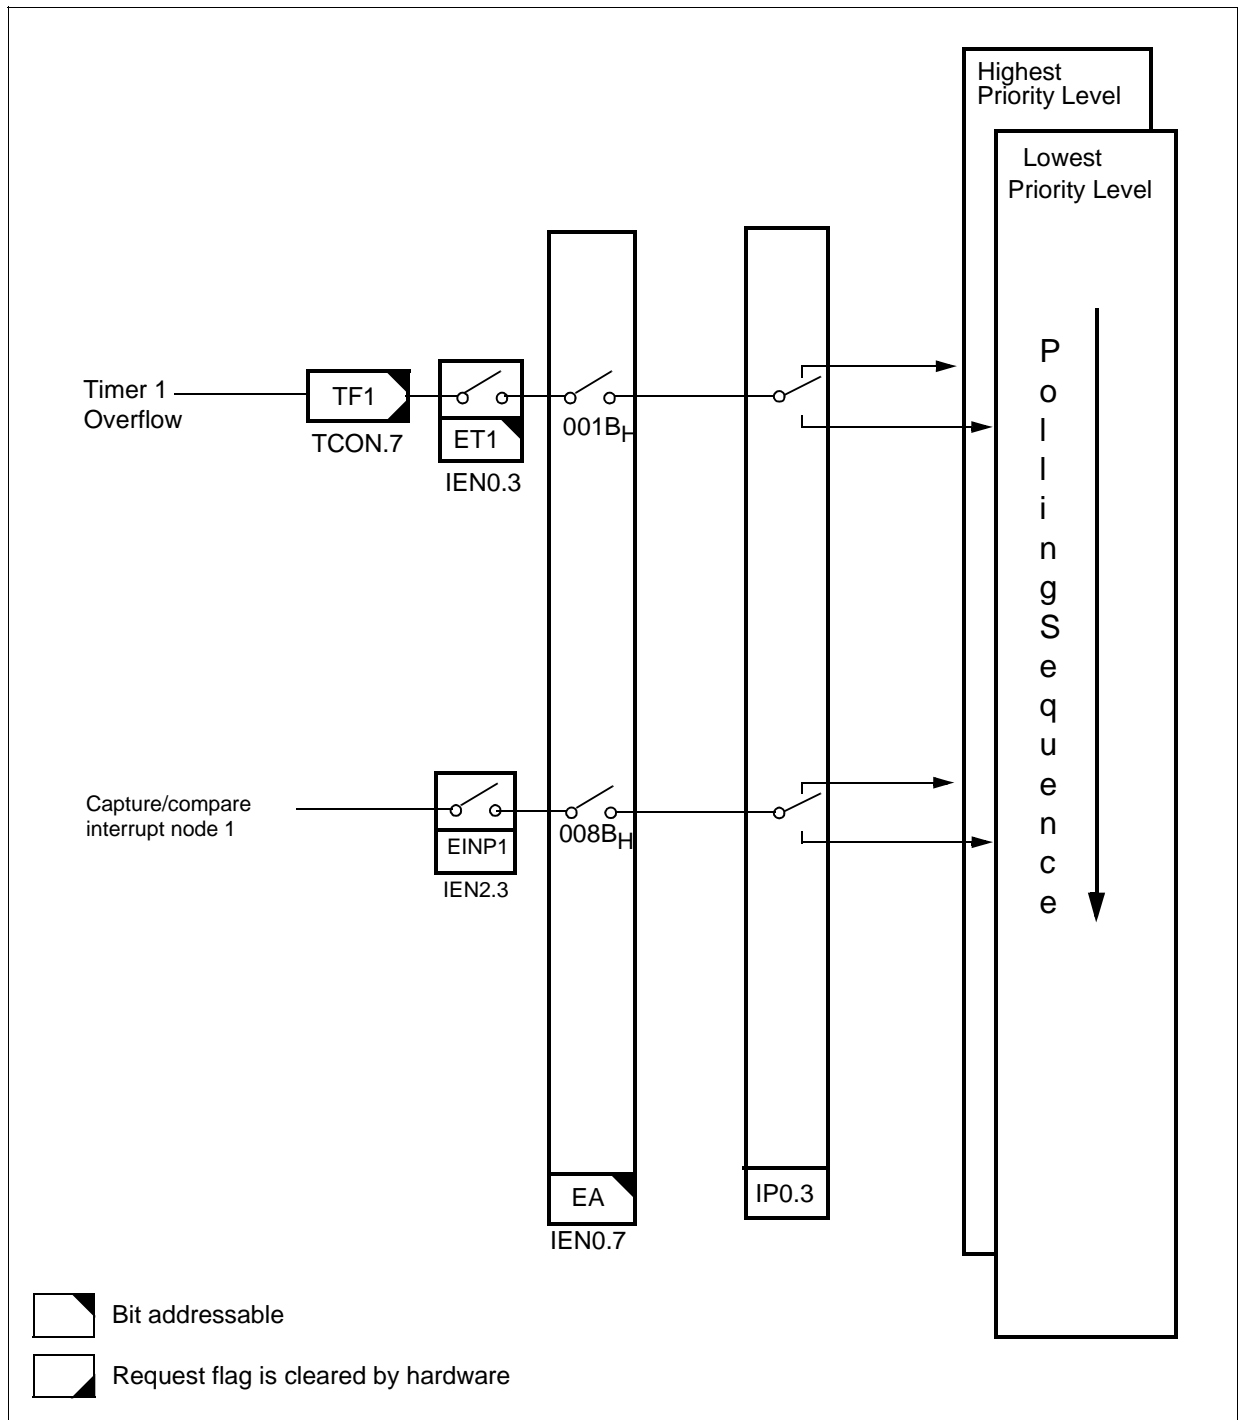 Highest
Priority Level
Lowest
Priority Level
Polling Sequence
Timer 1
Overflow
TF1
TCON.7
ET1
IEN0.3
001BH
Capture/compare
interrupt node 1
EINP1
IEN2.3
008BH
EA
IEN0.7
IP0.3
Bit addressable
Request flag is cleared by hardware